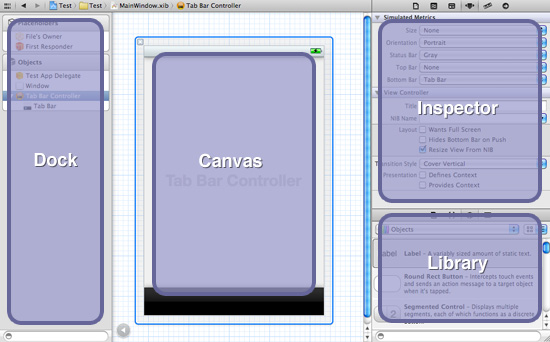 Test
Test
MainWindow.xib
Tab Bar Controller
Placeholders
File's Owner
First Responder
Objects
Test App Delegate
Window
Tab Bar Controller
Tab Bar
Dock
Canvas
Tab Bar Controller
Simulated Metrics
Size None
Orientation Portrait
Status Bar Gray
Top Bar None
Bottom Bar Tab Bar
View Controller
Title
Inspector
NIB Name
Layout Wants Full Screen
Hides Bottom Bar on Push
Resize View From NIB
Transition Style Cover Vertical
Presentation Defines Context
Provides Context
Objects
Label
Label - A variably sized amount of static text.
Library
Round Rect Button - Intercepts touch events
and sends an action message to a target
object when it's tapped.
1 2
Segmented Control - Displays multiple
segments, each of which functions as a discrete